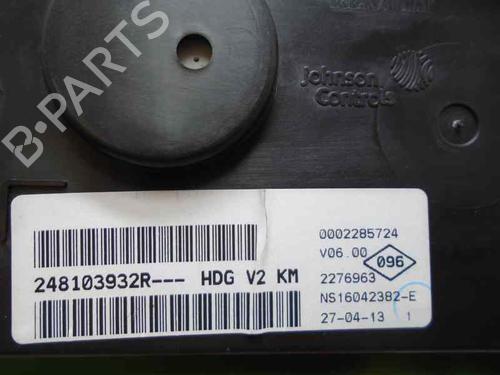 B-PARTS
Johnson
Controls
248103932R--- HDG V2 KM
0002285724
V06.00
096
2276963
NS16042382-E
27-04-13 1